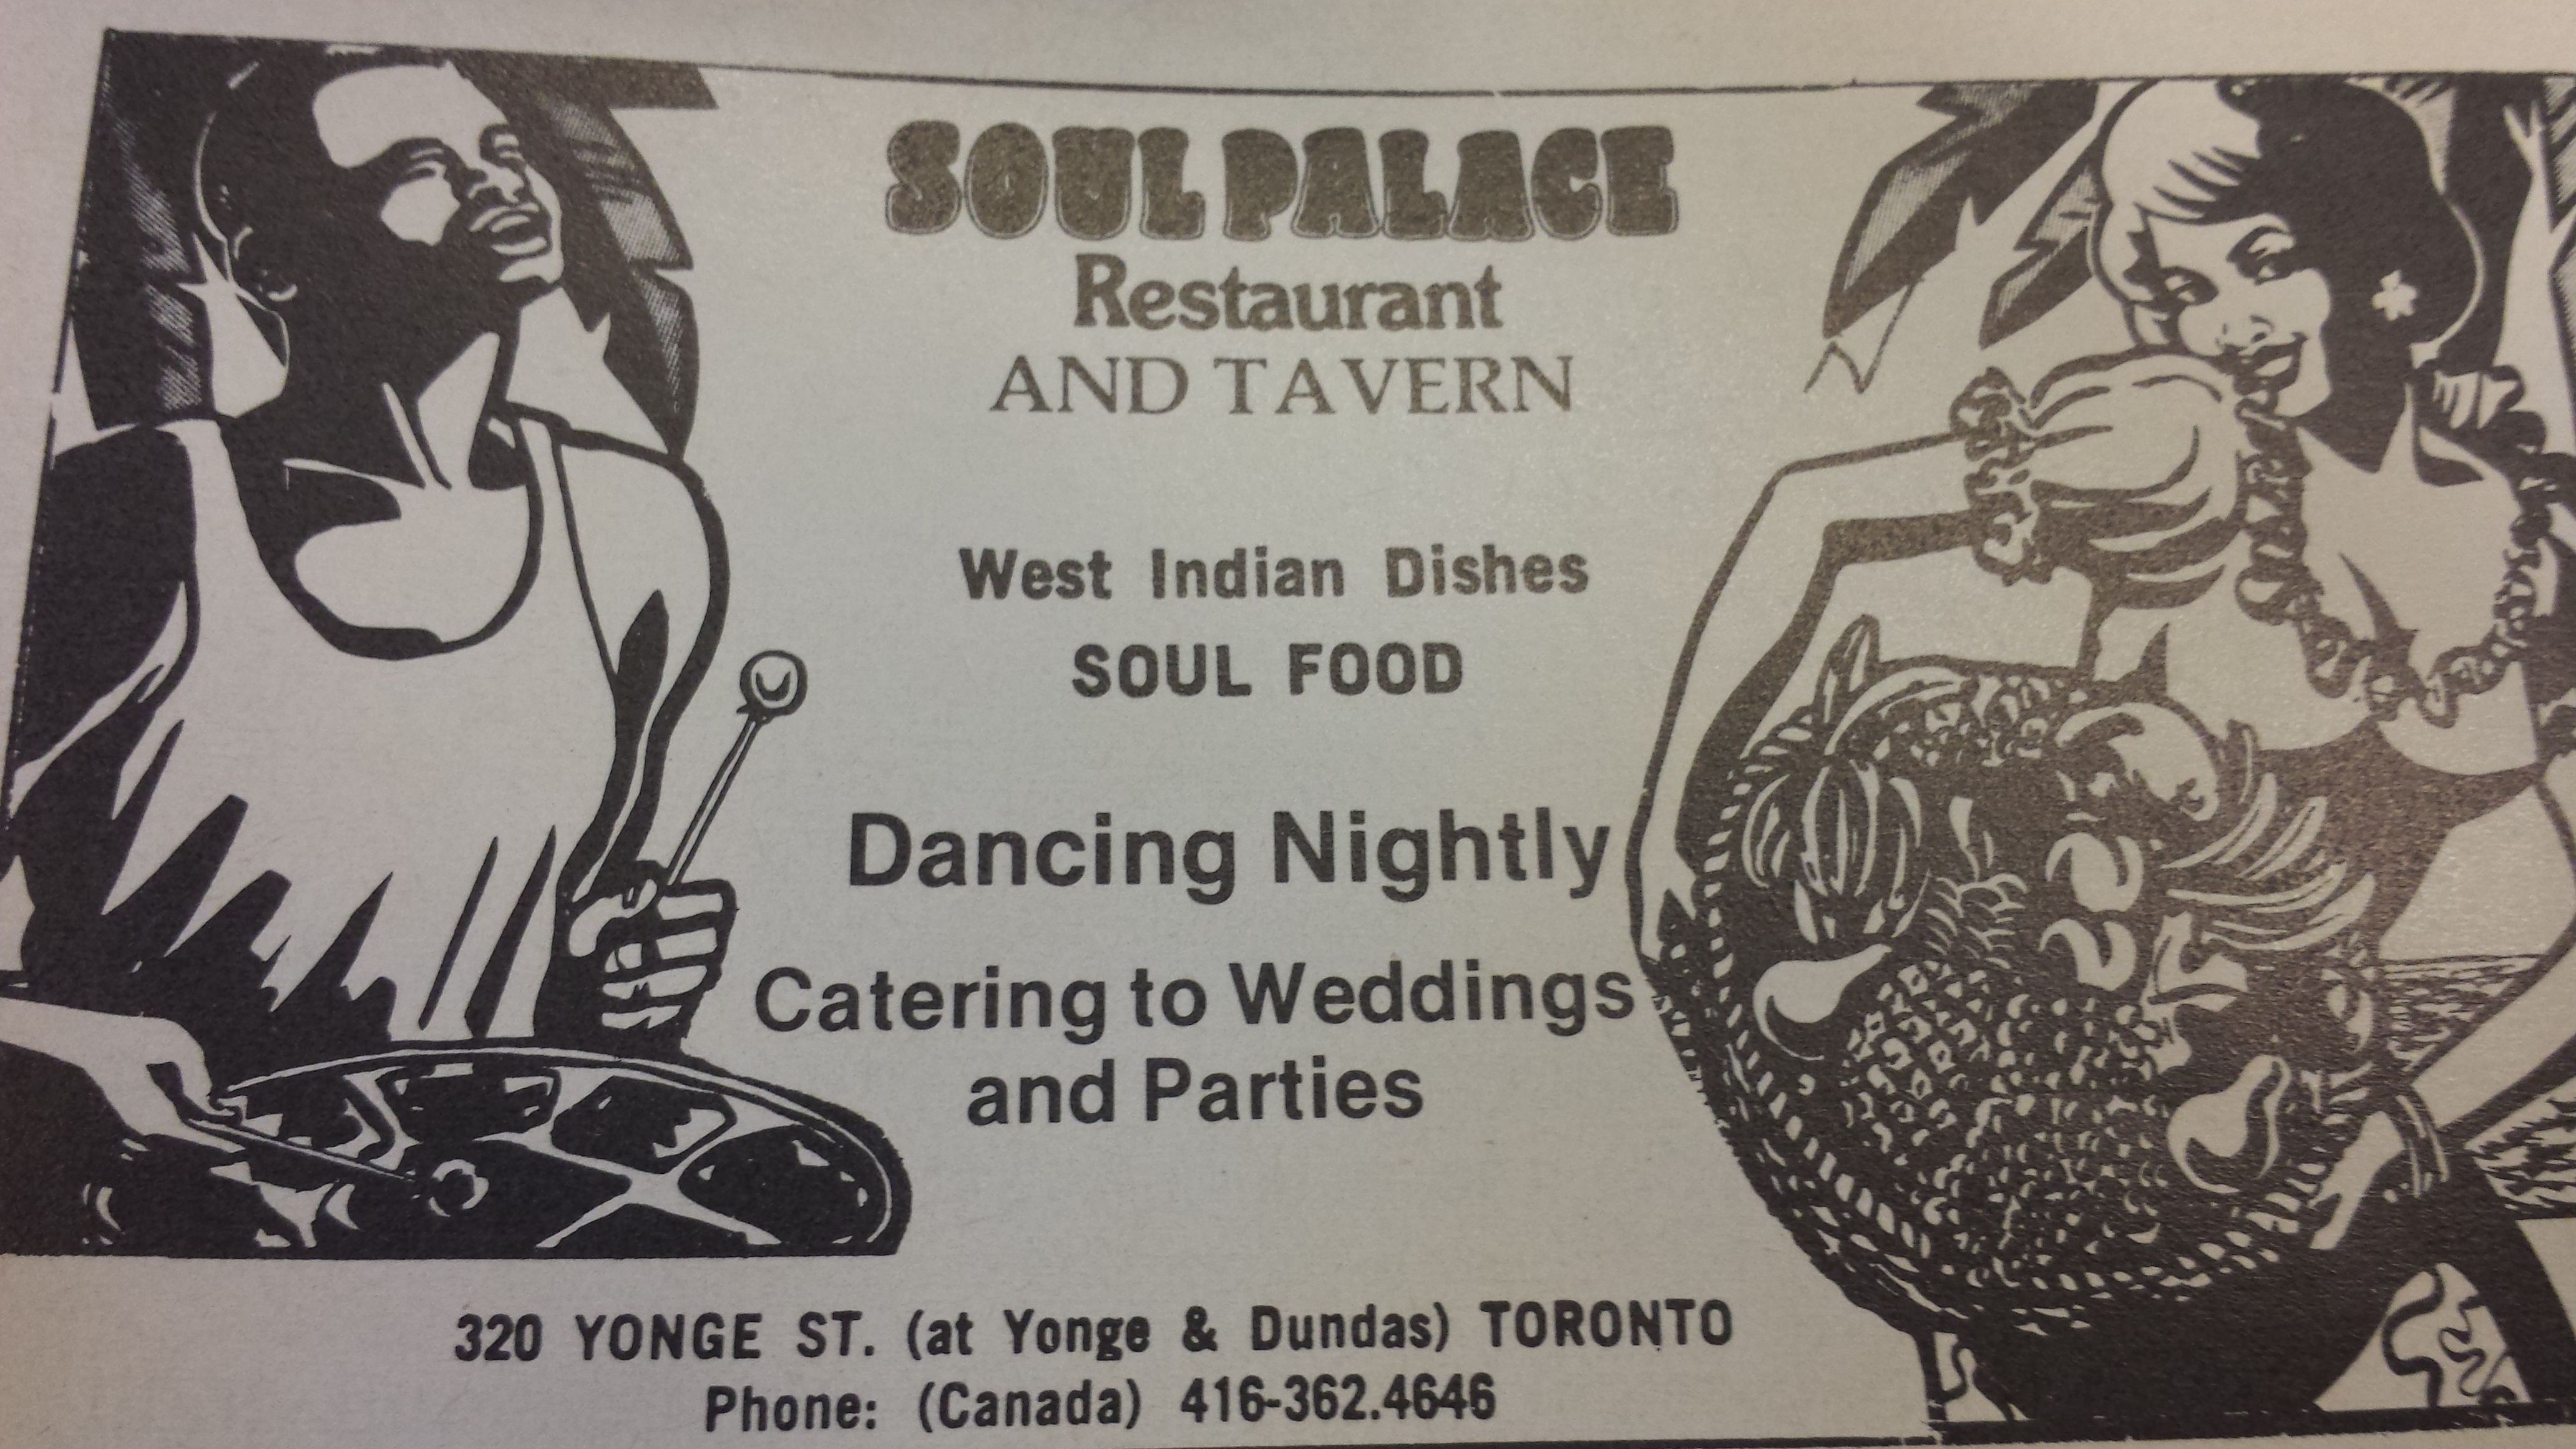 SOUL PALACE
Restaurant
AND TAVERN
West Indian Dishes
SOUL FOOD
Dancing Nightly
Catering to Weddings
and Parties
320 YONGE ST. (at Yonge & Dundas) TORONTO
Phone: (Canada) 416-362.4646